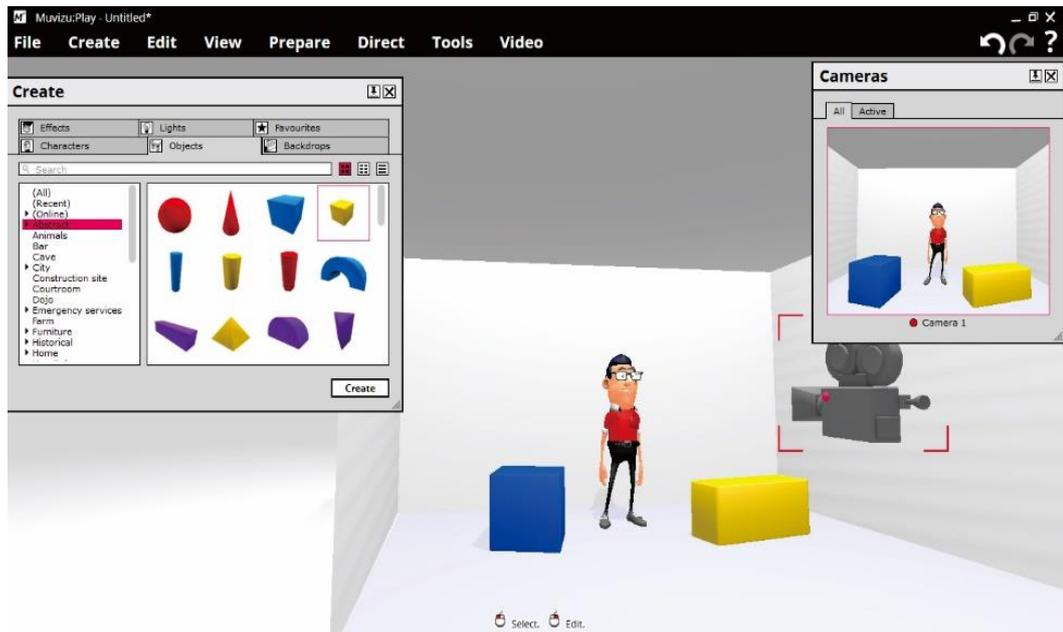 Muvizu:Play - Untitled*
File Create Edit View Prepare Direct Tools Video ?
Create
Effects Lights Favourites
Characters Objects Backdrops
Search
(All)
(Recent)
(Online)
Abstract
Animals
Bar
Cave
City
Construction site
Courtroom
Dojo
Emergency services
Farm
Furniture
Historical
Home
Create
Cameras
All Active
Camera 1
Select. Edit.